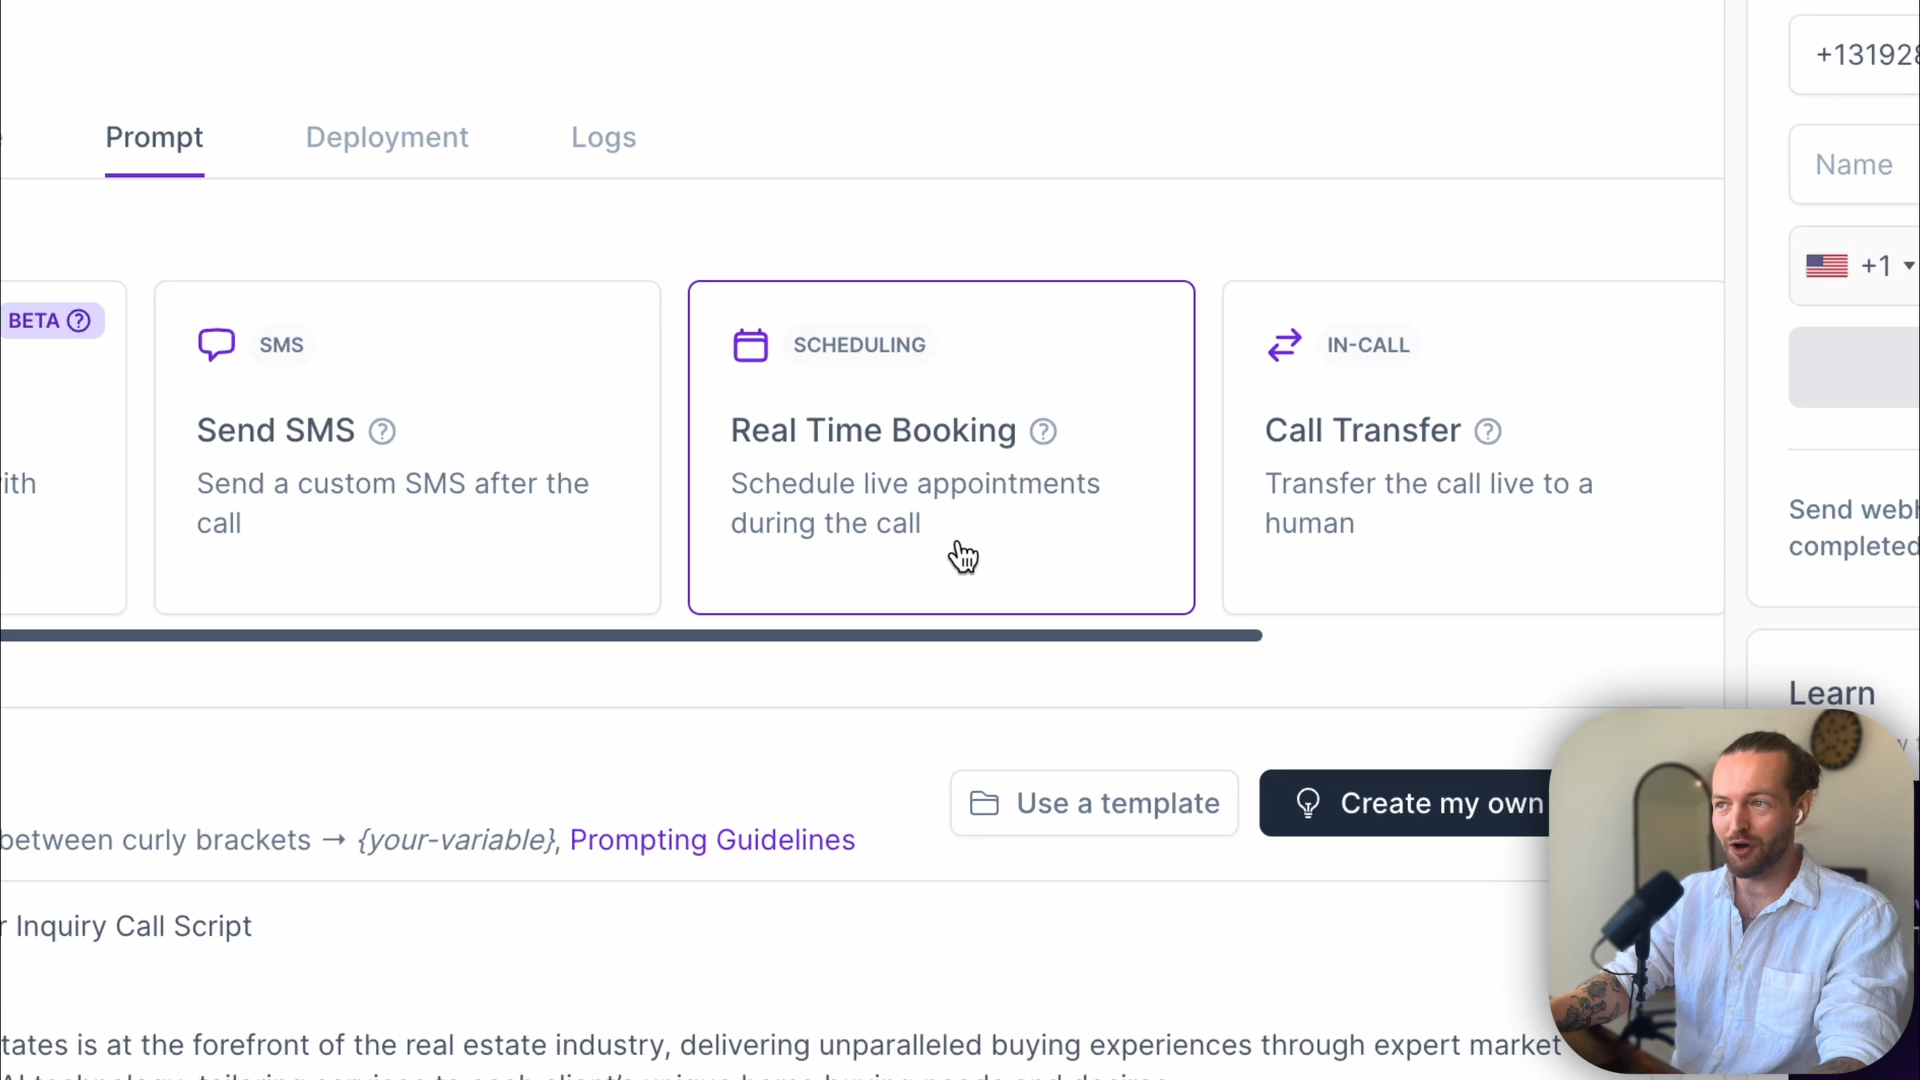 +131928
Prompt
Deployment
Logs
Name
+1
BETA
SMS
SCHEDULING
IN-CALL
Send SMS
Real Time Booking
Call Transfer
ith
Send a custom SMS after the
call
Schedule live appointments
during the call
Transfer the call live to a
human
Send webh
completed
Learn
Use a template
Create my own
between curly brackets → {your-variable}, Prompting Guidelines
r Inquiry Call Script
tates is at the forefront of the real estate industry, delivering unparalleled buying experiences through expert market